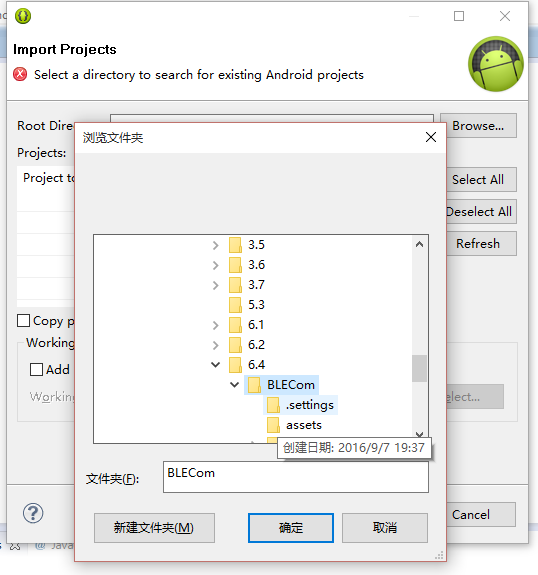 Import Projects
Select a directory to search for existing Android projects
Root Dire
Browse...
浏览文件夹
Projects:
Project to
Select All
Deselect All
Refresh
3.5
3.6
3.7
5.3
6.1
6.2
6.4
BLECom
.settings
assets
创建日期: 2016/9/7 19:37
Copy p
Working
Add
Working
elect...
文件夹(F):
BLECom
新建文件夹(M)
确定
取消
Cancel
@ Java